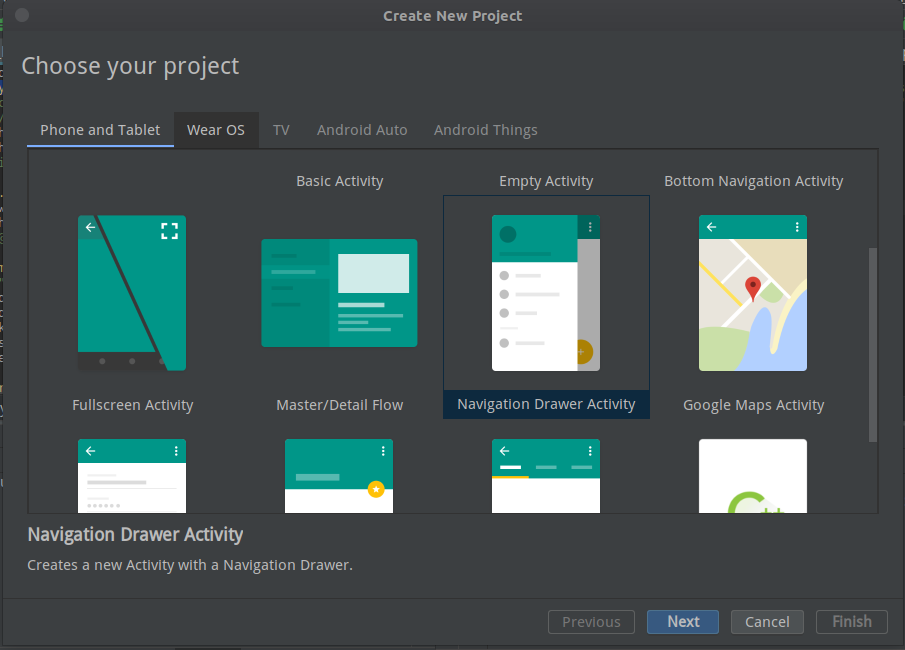 Create New Project
Choose your project
Phone and Tablet
Wear OS
TV
Android Auto
Android Things
Basic Activity
Empty Activity
Bottom Navigation Activity
Fullscreen Activity
Master/Detail Flow
Navigation Drawer Activity
Google Maps Activity
C++
Navigation Drawer Activity
Creates a new Activity with a Navigation Drawer.
Previous
Next
Cancel
Finish